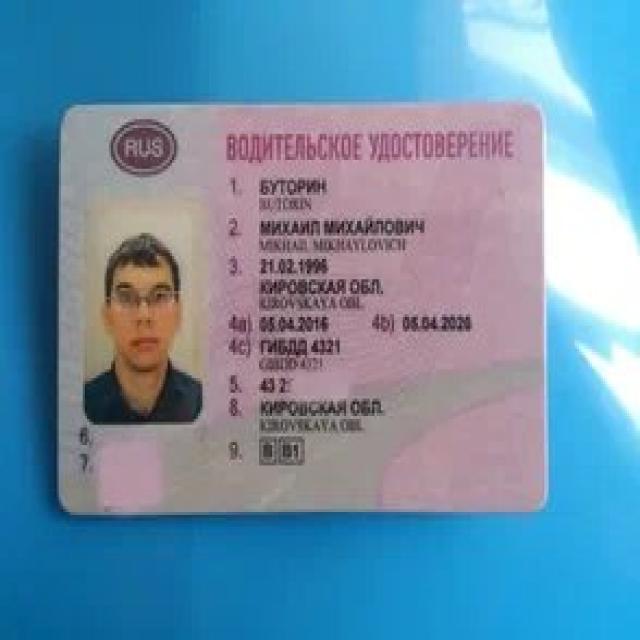 RUS
ВОДИТЕЛЬСКОЕ УДОСТОВЕРЕНИЕ
1. БУТОРИН
BUTORIN
2. МИХАИЛ МИХАЙЛОВИЧ
MIKHAIL MIKHAYLOVICH
3. 21.02.1996
КИРОВСКАЯ ОБЛ.
KIROVSKAYA OBL.
4a) 05.04.2016 4b) 05.04.2026
4c) ГИБДД 4321
GIBDD 4321
5. 43 2
8. КИРОВСКАЯ ОБЛ.
KIROVSKAYA OBL.
6.
7.
9. B B1